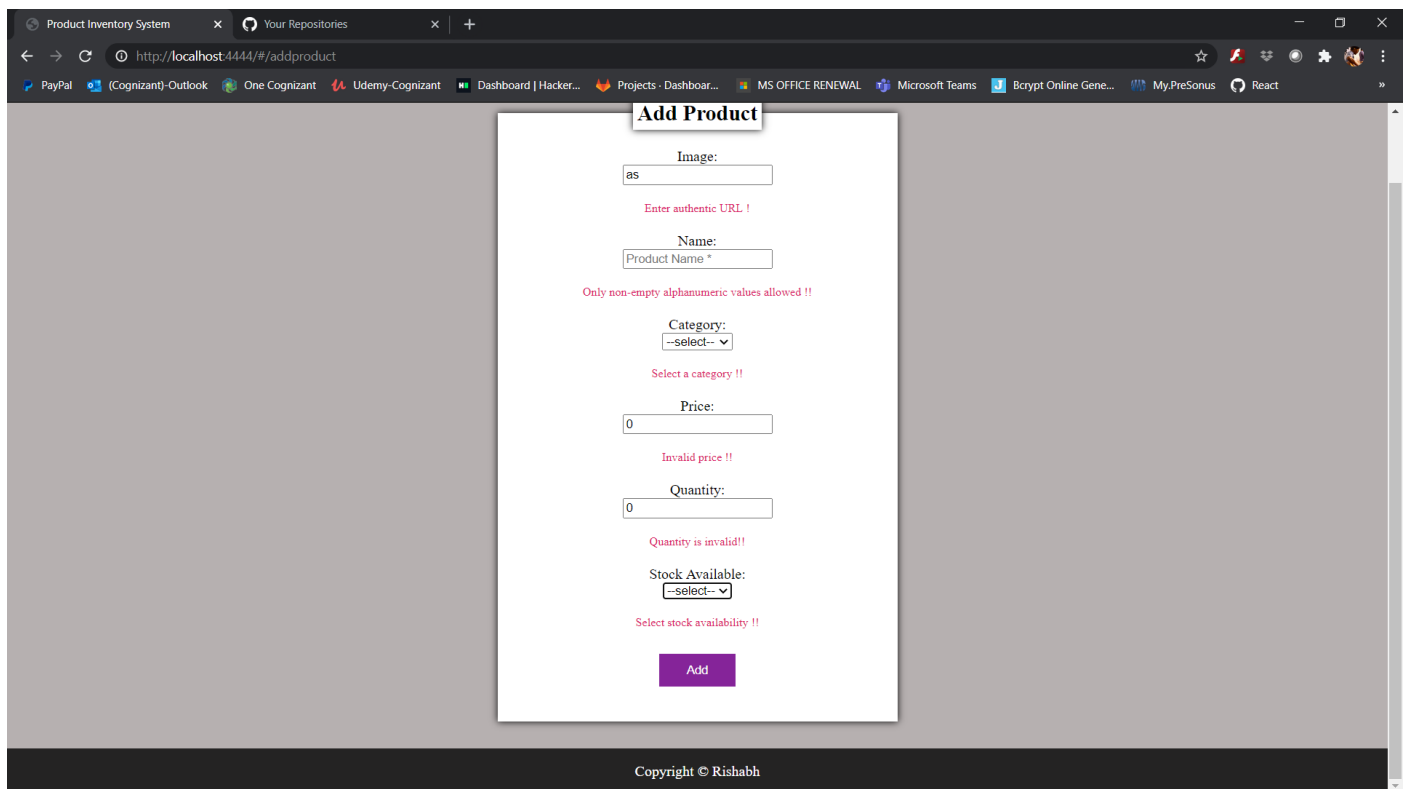 Product Inventory System
Your Repositories
http://localhost:4444/#/addproduct
PayPal (Cognizant)-Outlook One Cognizant Udemy-Cognizant Dashboard | Hacker... Projects · Dashboar... MS OFFICE RENEWAL Microsoft Teams Bcrypt Online Gene... My.PreSonus React »
Add Product
Image:
as
Enter authentic URL !
Name:
Product Name *
Only non-empty alphanumeric values allowed !!
Category:
--select--
Select a category !!
Price:
0
Invalid price !!
Quantity:
0
Quantity is invalid!!
Stock Available:
--select--
Select stock availability !!
Add
Copyright © Rishabh